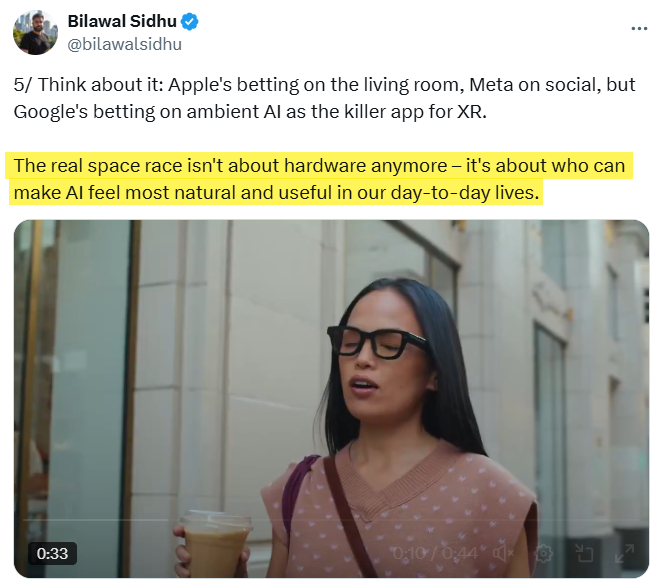 Bilawal Sidhu
@bilawalsidhu
5/ Think about it: Apple's betting on the living room, Meta on social, but
Google's betting on ambient AI as the killer app for XR.
The real space race isn't about hardware anymore – it's about who can
make AI feel most natural and useful in our day-to-day lives.
0:33
0:10 / 0:44